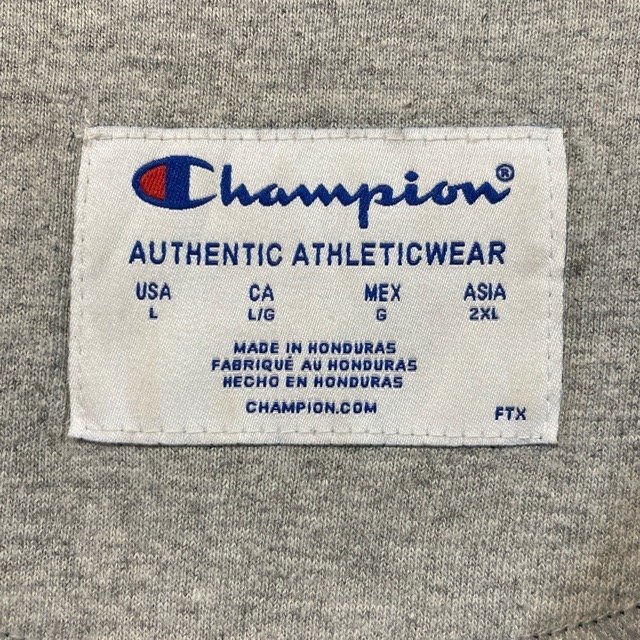 Champion®
AUTHENTIC ATHLETICWEAR
USA CA MEX ASIA
L L/G G 2XL
MADE IN HONDURAS
FABRIQUÉ AU HONDURAS
HECHO EN HONDURAS
CHAMPION.COM
FTX